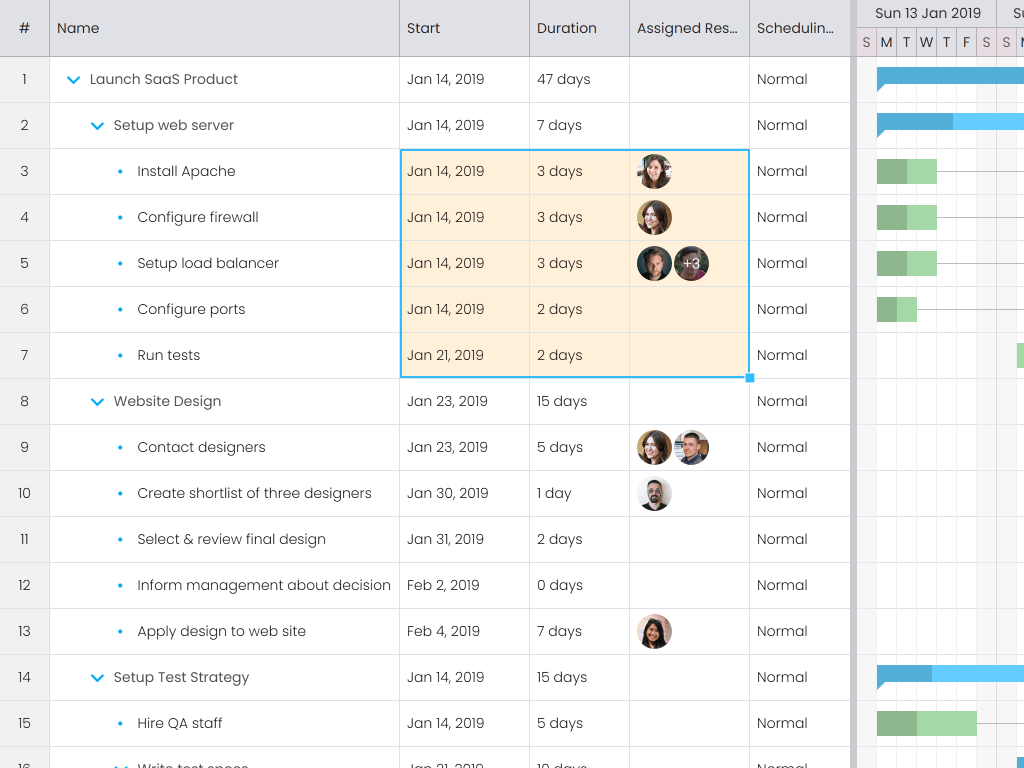 # Name Start Duration Assigned Res... Schedulin... Sun 13 Jan 2019
S M T W T F S S
1 Launch SaaS Product Jan 14, 2019 47 days Normal
2 Setup web server Jan 14, 2019 7 days Normal
3 • Install Apache Jan 14, 2019 3 days Normal
4 • Configure firewall Jan 14, 2019 3 days Normal
5 • Setup load balancer Jan 14, 2019 3 days +3 Normal
6 • Configure ports Jan 14, 2019 2 days Normal
7 • Run tests Jan 21, 2019 2 days Normal
8 Website Design Jan 23, 2019 15 days Normal
9 • Contact designers Jan 23, 2019 5 days Normal
10 • Create shortlist of three designers Jan 30, 2019 1 day Normal
11 • Select & review final design Jan 31, 2019 2 days Normal
12 • Inform management about decision Feb 2, 2019 0 days Normal
13 • Apply design to web site Feb 4, 2019 7 days Normal
14 Setup Test Strategy Jan 14, 2019 15 days Normal
15 • Hire QA staff Jan 14, 2019 5 days Normal